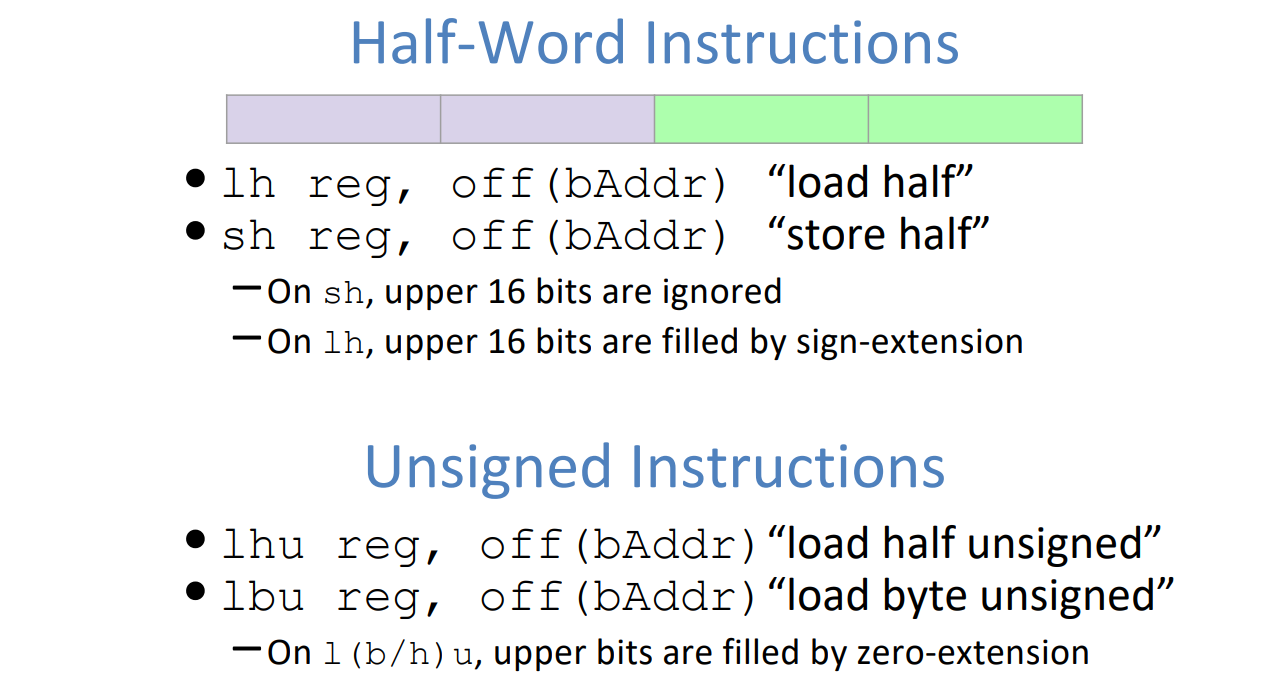 Half-Word Instructions
• lh reg, off(bAddr) “load half”
• sh reg, off(bAddr) “store half”
–On sh, upper 16 bits are ignored
–On lh, upper 16 bits are filled by sign-extension
Unsigned Instructions
• lhu reg, off(bAddr) “load half unsigned”
• lbu reg, off(bAddr) “load byte unsigned”
–On l(b/h)u, upper bits are filled by zero-extension